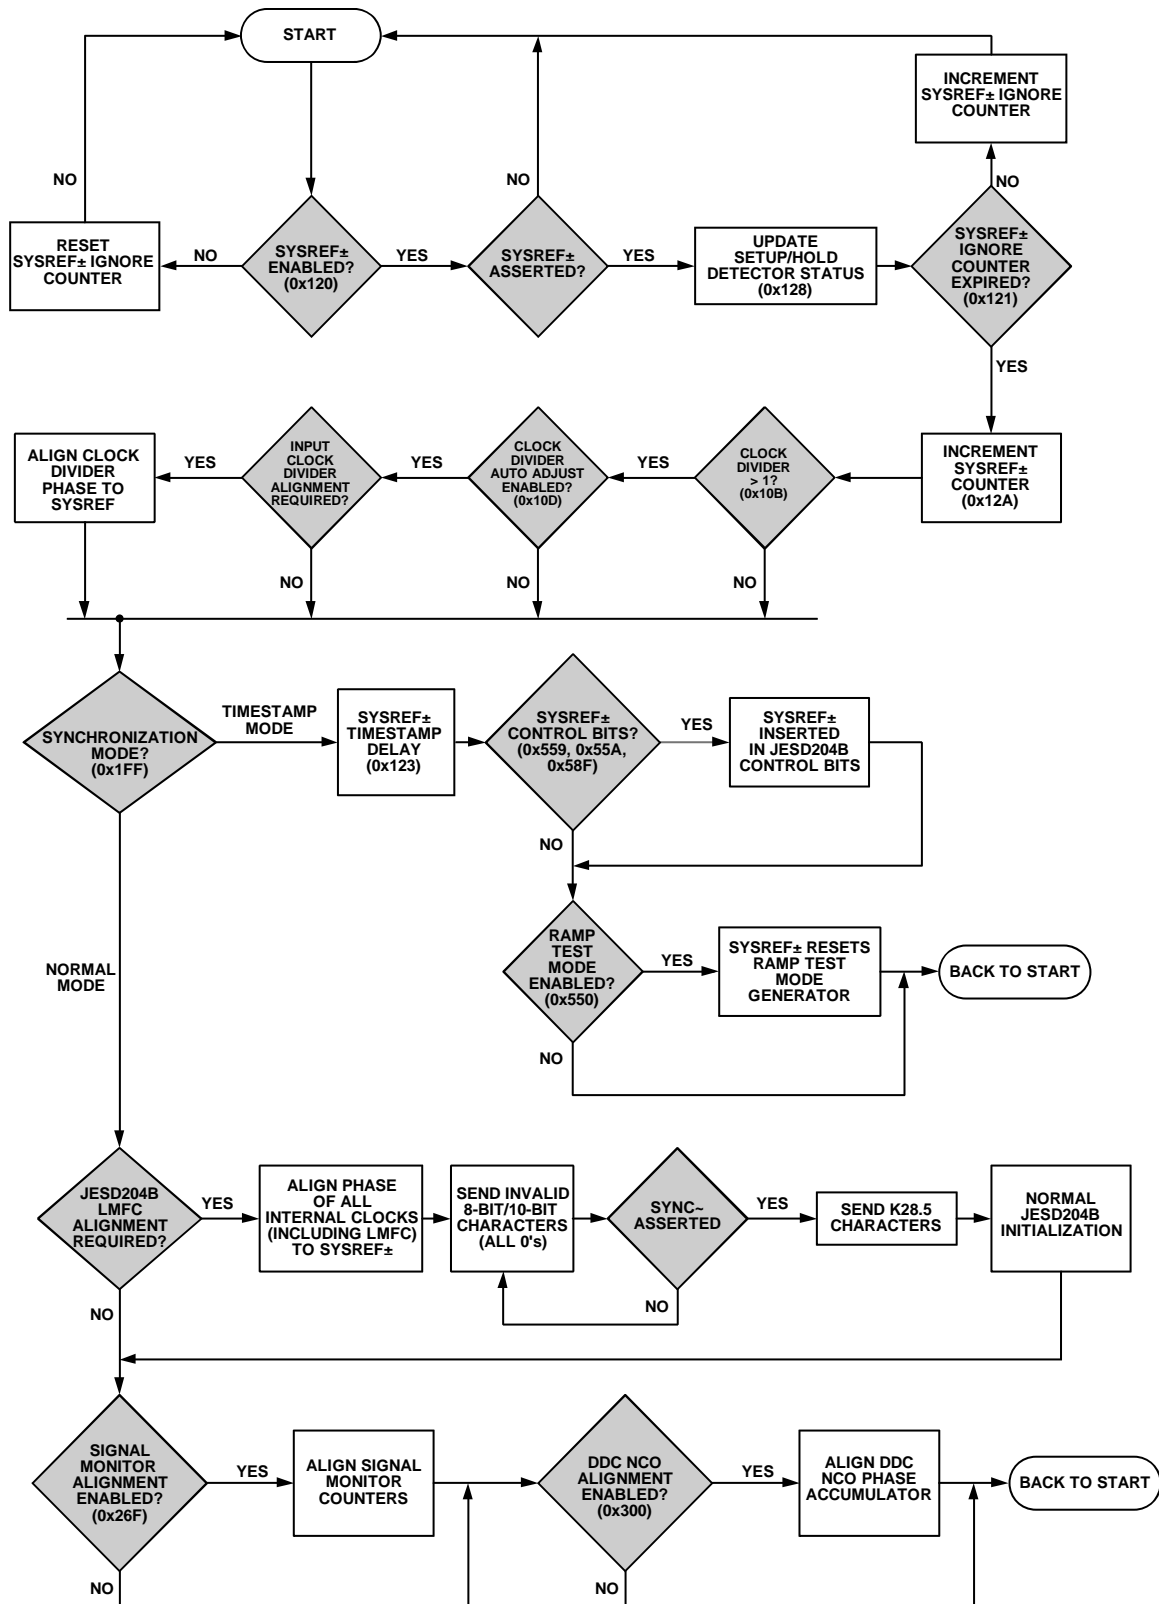 START
INCREMENT
SYSREF± IGNORE
COUNTER
NO
NO
NO
RESET
SYSREF± IGNORE
COUNTER
NO
SYSREF±
ENABLED?
(0x120)
YES
SYSREF±
ASSERTED?
YES
UPDATE
SETUP/HOLD
DETECTOR STATUS
(0x128)
SYSREF±
IGNORE
COUNTER
EXPIRED?
(0x121)
YES
ALIGN CLOCK
DIVIDER
PHASE TO
SYSREF
YES
INPUT
CLOCK
DIVIDER
ALIGNMENT
REQUIRED?
YES
CLOCK
DIVIDER
AUTO ADJUST
ENABLED?
(0x10D)
YES
CLOCK
DIVIDER
> 1?
(0x10B)
INCREMENT
SYSREF±
COUNTER
(0x12A)
NO
NO
NO
SYNCHRONIZATION
MODE?
(0x1FF)
TIMESTAMP
MODE
SYSREF±
TIMESTAMP
DELAY
(0x123)
SYSREF±
CONTROL BITS?
(0x559, 0x55A,
0x58F)
YES
SYSREF±
INSERTED
IN JESD204B
CONTROL BITS
NO
NORMAL
MODE
RAMP
TEST
MODE
ENABLED?
(0x550)
YES
SYSREF± RESETS
RAMP TEST
MODE
GENERATOR
BACK TO START
NO
JESD204B
LMFC
ALIGNMENT
REQUIRED?
YES
ALIGN PHASE
OF ALL
INTERNAL CLOCKS
(INCLUDING LMFC)
TO SYSREF±
SEND INVALID
8-BIT/10-BIT
CHARACTERS
(ALL 0's)
SYNC~
ASSERTED
YES
SEND K28.5
CHARACTERS
NORMAL
JESD204B
INITIALIZATION
NO
NO
SIGNAL
MONITOR
ALIGNMENT
ENABLED?
(0x26F)
YES
ALIGN SIGNAL
MONITOR
COUNTERS
DDC NCO
ALIGNMENT
ENABLED?
(0x300)
YES
ALIGN DDC
NCO PHASE
ACCUMULATOR
BACK TO START
NO
NO